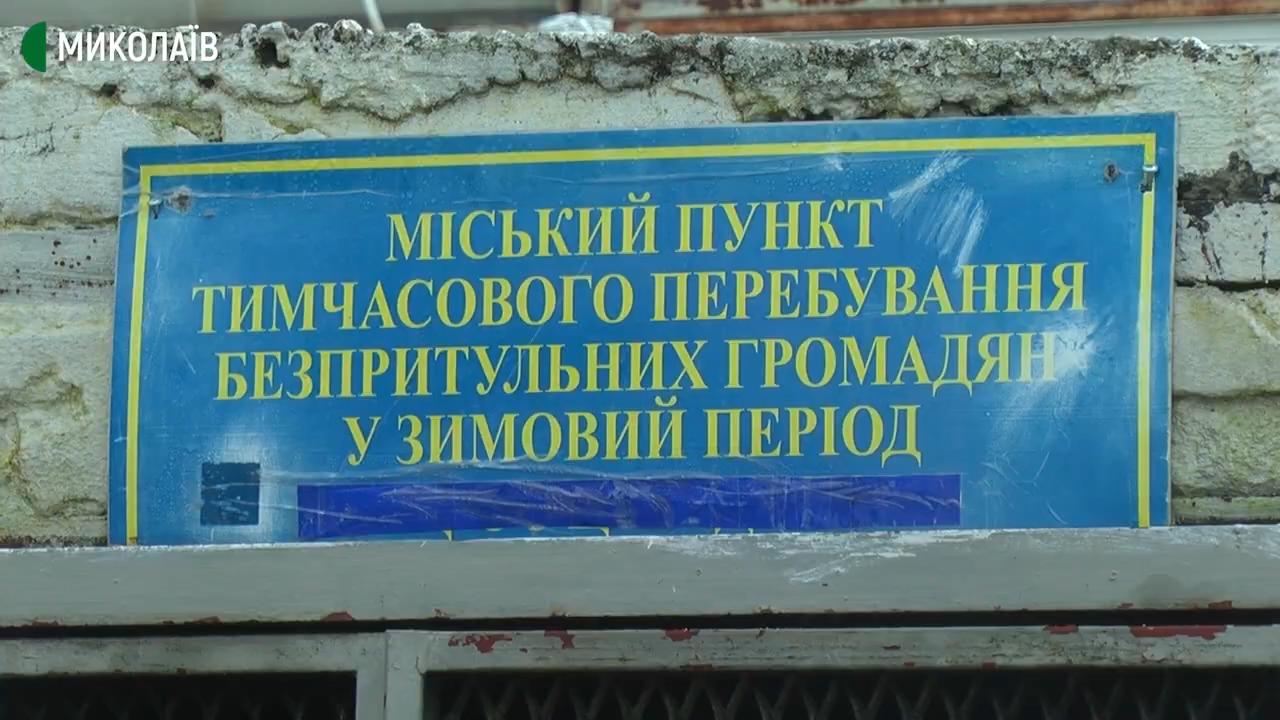 МИКОЛАЇВ
МІСЬКИЙ ПУНКТ
ТИМЧАСОВОГО ПЕРЕБУВАННЯ
БЕЗПРИТУЛЬНИХ ГРОМАДЯН
У ЗИМОВИЙ ПЕРІОД